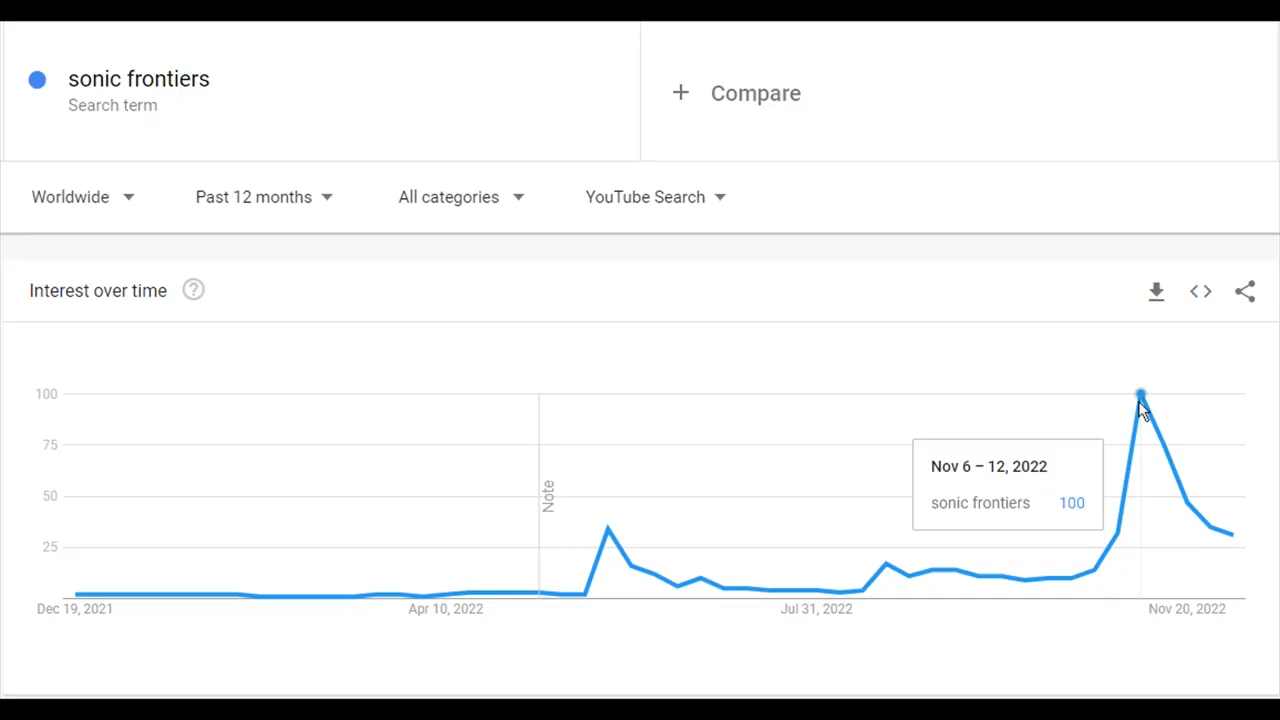 sonic frontiers
Search term
+ Compare
Worldwide
Past 12 months
All categories
YouTube Search
Interest over time ?
100
75
50
25
Note
Nov 6 – 12, 2022
sonic frontiers 100
Dec 19, 2021
Apr 10, 2022
Jul 31, 2022
Nov 20, 2022